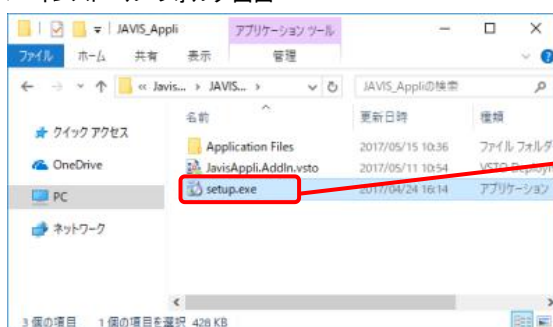 JAVIS_Appli
アプリケーション ツール
ファイル ホーム 共有 表示 管理
« Javis... › JAVIS... ›
JAVIS_Appliの検索
名前 更新日時 種類
クイック アクセス
OneDrive
PC
ネットワーク
Application Files 2017/05/15 10:36 ファイル フォルダ
JavisAppli.AddIn.vsto 2017/05/11 10:54 VSTO Deploym
setup.exe 2017/04/24 16:14 アプリケーション
3 個の項目 1 個の項目を選択 428 KB